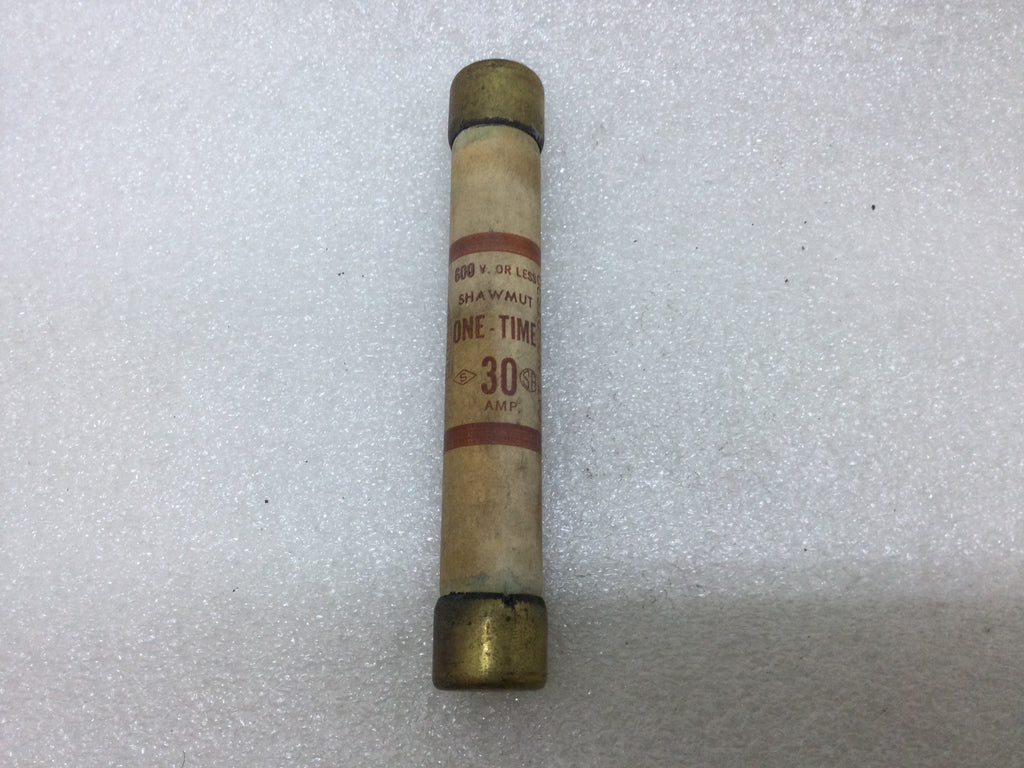 600 V. OR LESS
SHAWMUT
ONE-TIME
S 30
AMP.